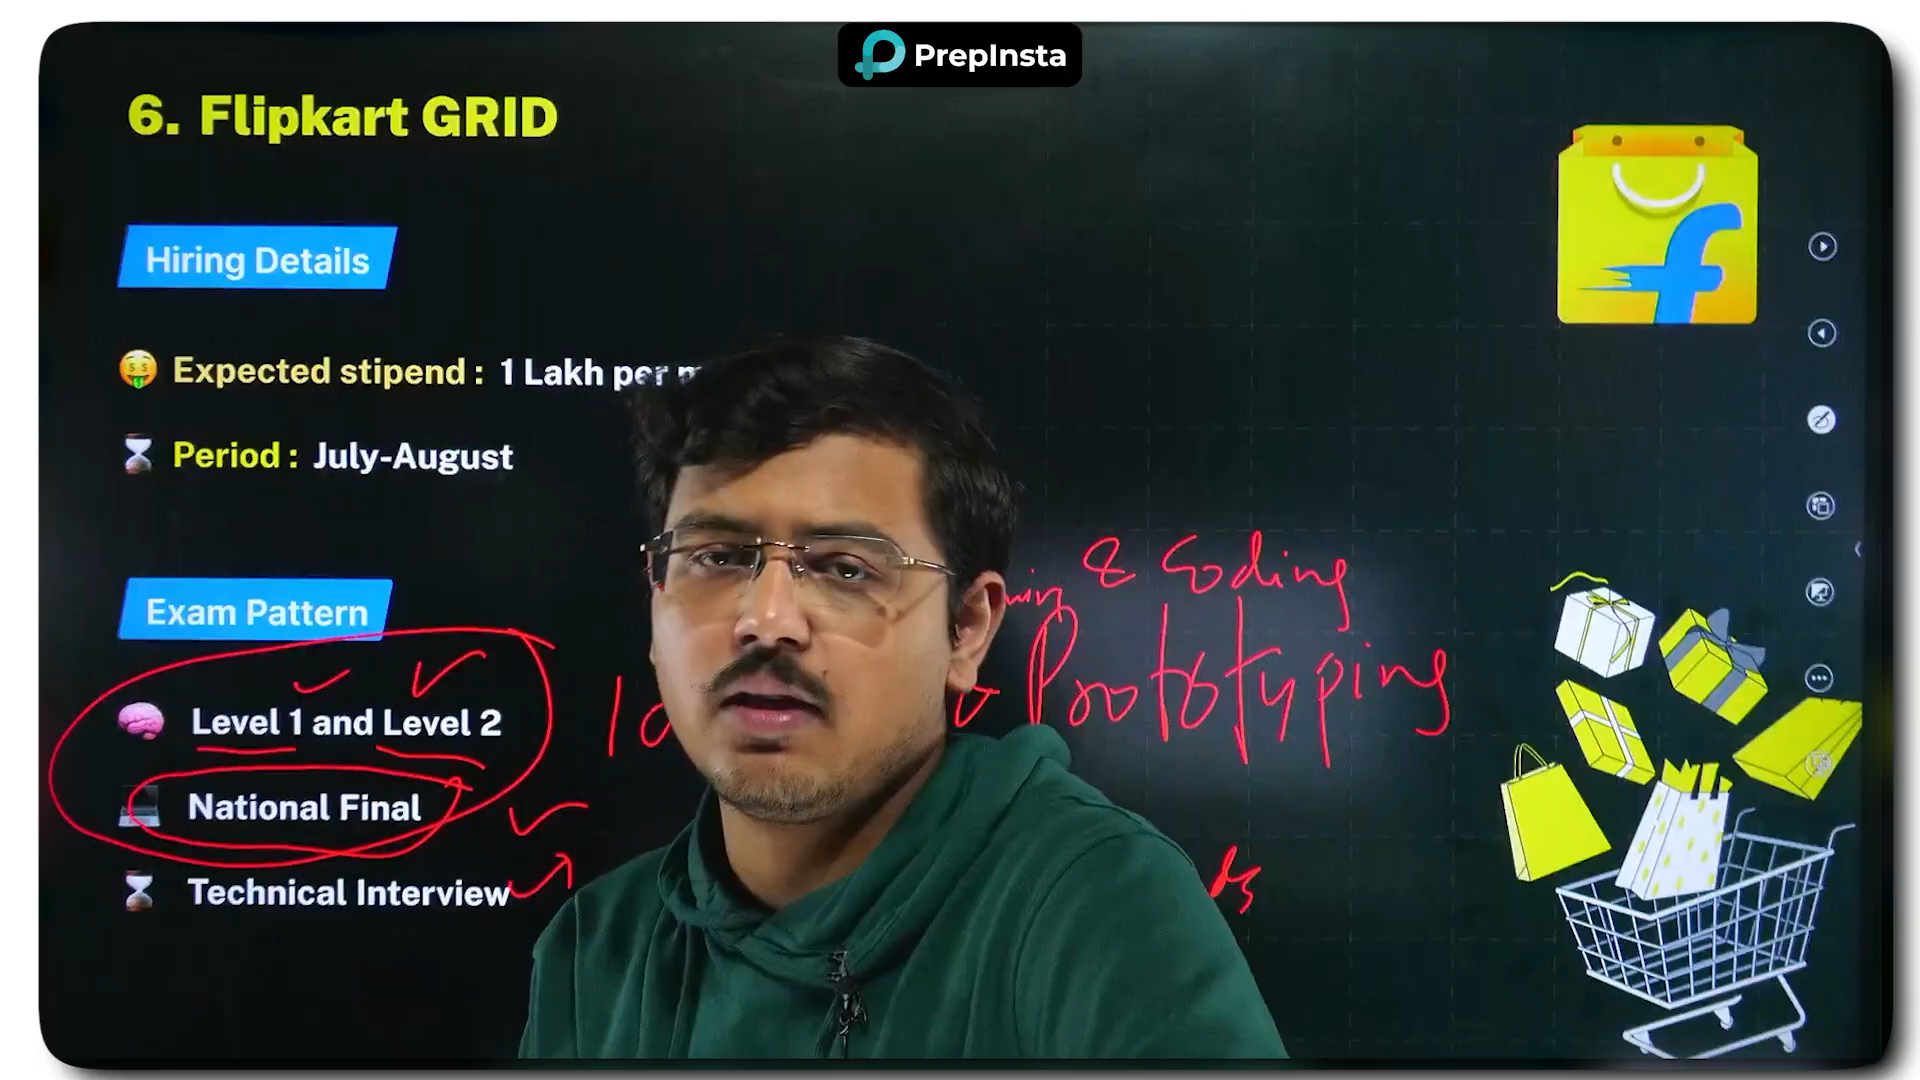 PrepInsta
6. Flipkart GRID
Hiring Details
Expected stipend : 1 Lakh per
Period : July-August
Exam Pattern
& Coding
Prototyping
Level 1 and Level 2
National Final
Technical Interview